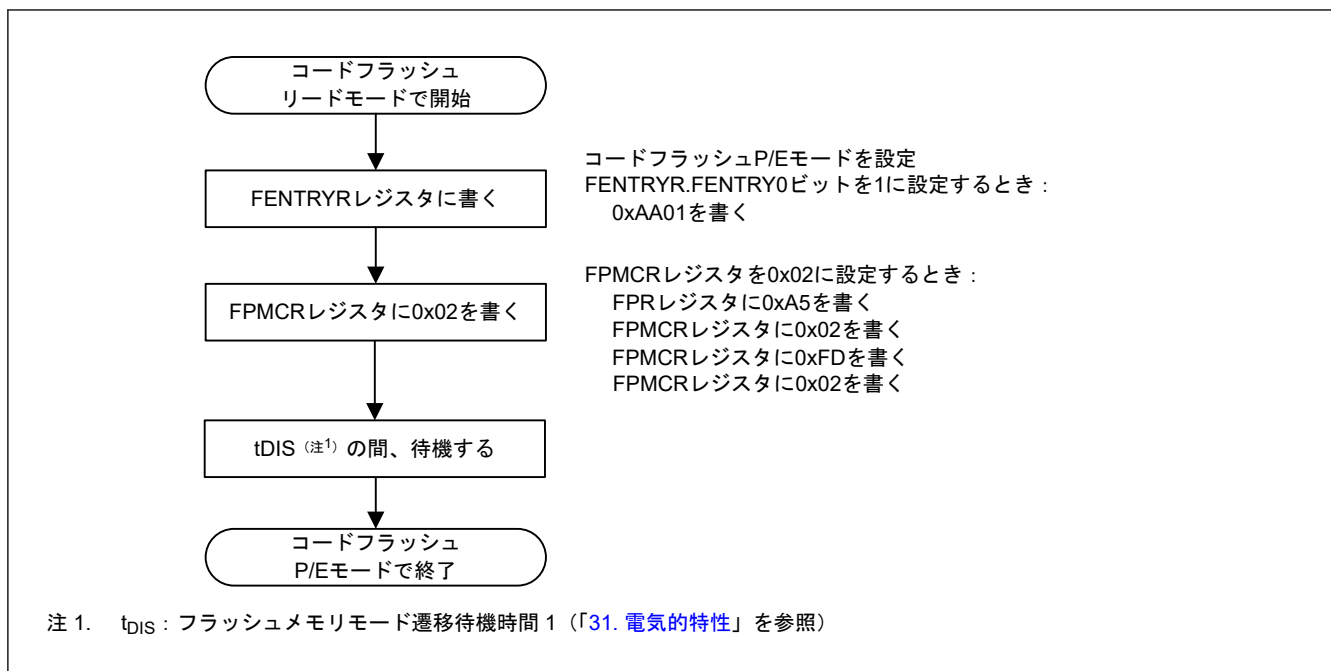 コードフラッシュ
リードモードで開始
FENTRYRレジスタに書く
コードフラッシュP/Eモードを設定
FENTRYR.FENTRY0ビットを1に設定するとき：
0xAA01を書く
FPMCRレジスタに0x02を書く
FPMCRレジスタを0x02に設定するとき：
FPRレジスタに0xA5を書く
FPMCRレジスタに0x02を書く
FPMCRレジスタに0xFDを書く
FPMCRレジスタに0x02を書く
tDIS（注1）の間、待機する
コードフラッシュ
P/Eモードで終了
注 1. tDIS：フラッシュメモリモード遷移待機時間 1（「31. 電気的特性」を参照）